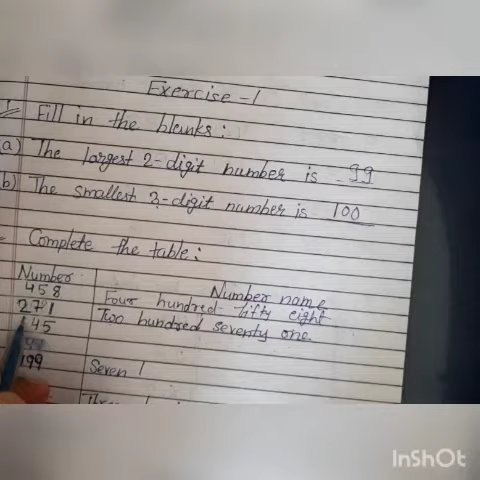 Exercise-1
1 Fill in the blanks:
(a) The largest 2-digit number is 99
(b) The smallest 3-digit number is 100
Complete the table:
Number Number name
458 Four hundred fifty eight
271 Two hundred seventy one.
145
199 Seven
InShOt